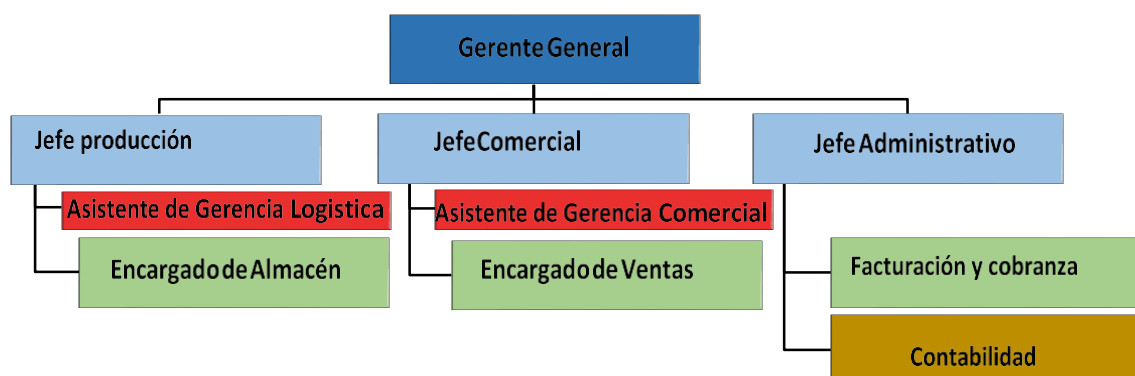 Gerente General
Jefe producción
Jefe Comercial
Jefe Administrativo
Asistente de Gerencia Logistica
Asistente de Gerencia Comercial
Encargado de Almacén
Encargado de Ventas
Facturación y cobranza
Contabilidad